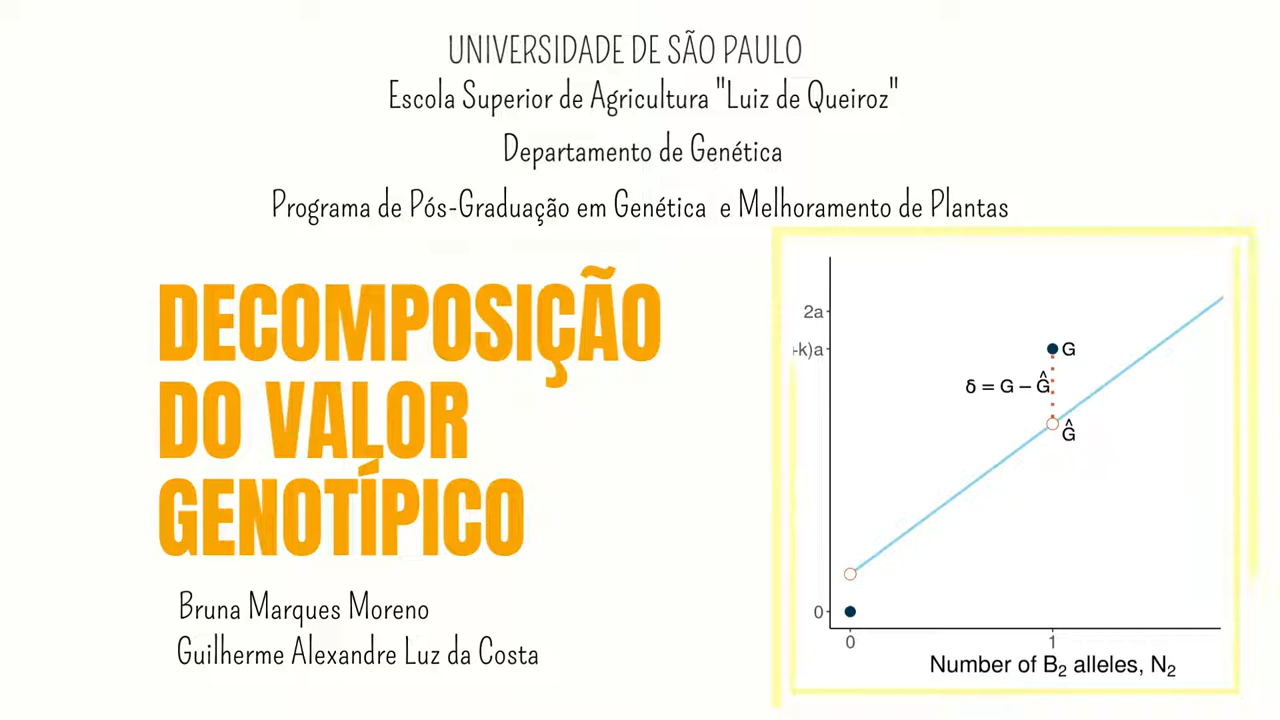 UNIVERSIDADE DE SÃO PAULO
Escola Superior de Agricultura "Luiz de Queiroz"
Departamento de Genética
Programa de Pós-Graduação em Genética e Melhoramento de Plantas
DECOMPOSIÇÃO
DO VALOR
GENOTÍPICO
Bruna Marques Moreno
Guilherme Alexandre Luz da Costa
2a
-k)a
G
δ = G − Ĝ
Ĝ
0
0
1
Number of B₂ alleles, N₂